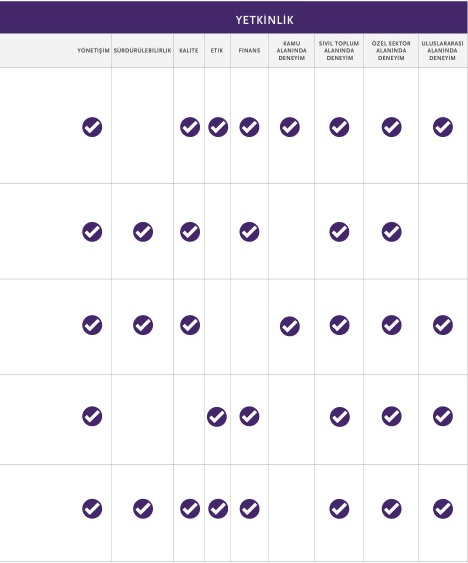 YETKİNLİK
YÖNETİŞİM SÜRDÜRÜLEBİLİRLİK KALİTE ETİK FİNANS KAMU ALANINDA DENEYİM SİVİL TOPLUM ALANINDA DENEYİM ÖZEL SEKTÖR ALANINDA DENEYİM ULUSLARARASI ALANINDA DENEYİM